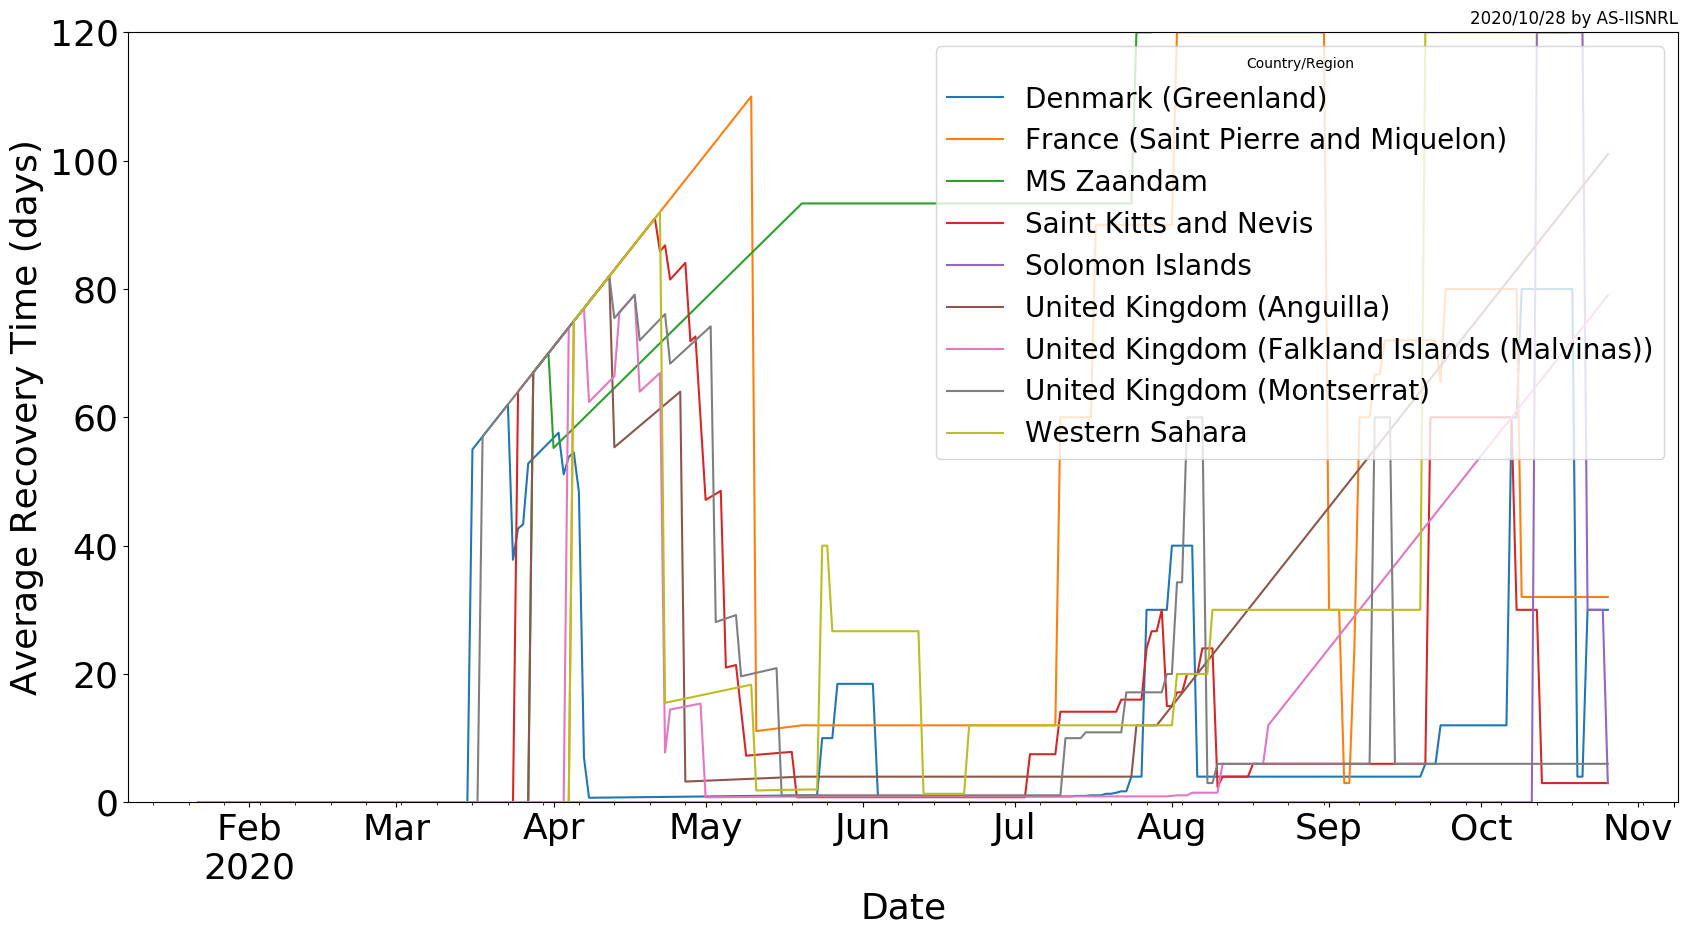 2020/10/28 by AS-IISNRL
120
100
80
60
40
20
0
Average Recovery Time (days)
Country/Region
Denmark (Greenland)
France (Saint Pierre and Miquelon)
MS Zaandam
Saint Kitts and Nevis
Solomon Islands
United Kingdom (Anguilla)
United Kingdom (Falkland Islands (Malvinas))
United Kingdom (Montserrat)
Western Sahara
Feb Mar Apr May Jun Jul Aug Sep Oct Nov
2020
Date